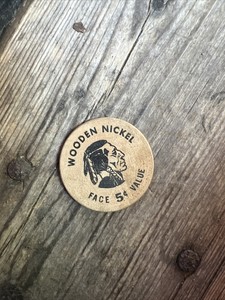 WOODEN NICKEL
FACE 5¢ VALUE